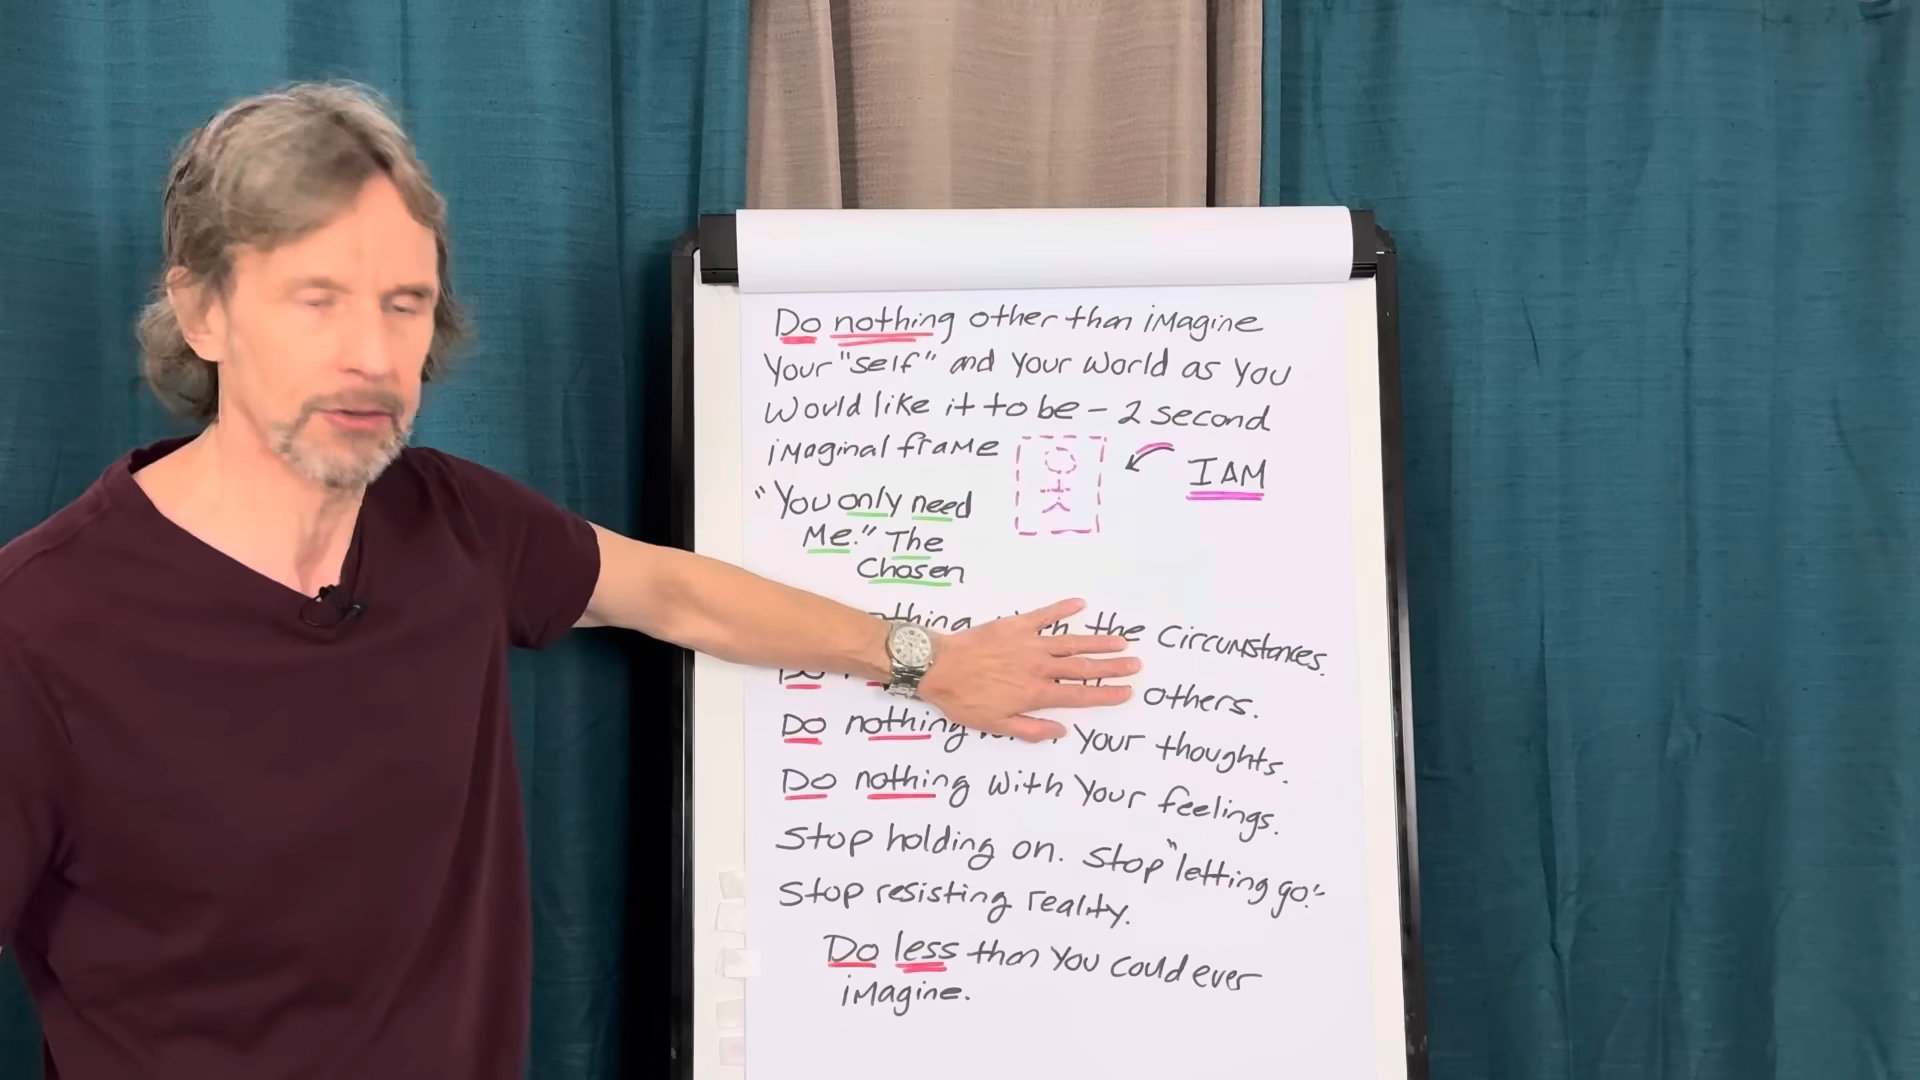 Do nothing other than imagine
Your "self" and Your world as You
Would like it to be – 2 second
imaginal frame
I AM
"You only need
Me." The
Chosen
the circumstances.
others.
Do nothing Your thoughts.
Do nothing with Your feelings.
Stop holding on. Stop "letting go."
Stop resisting reality.
Do less than You could ever
imagine.